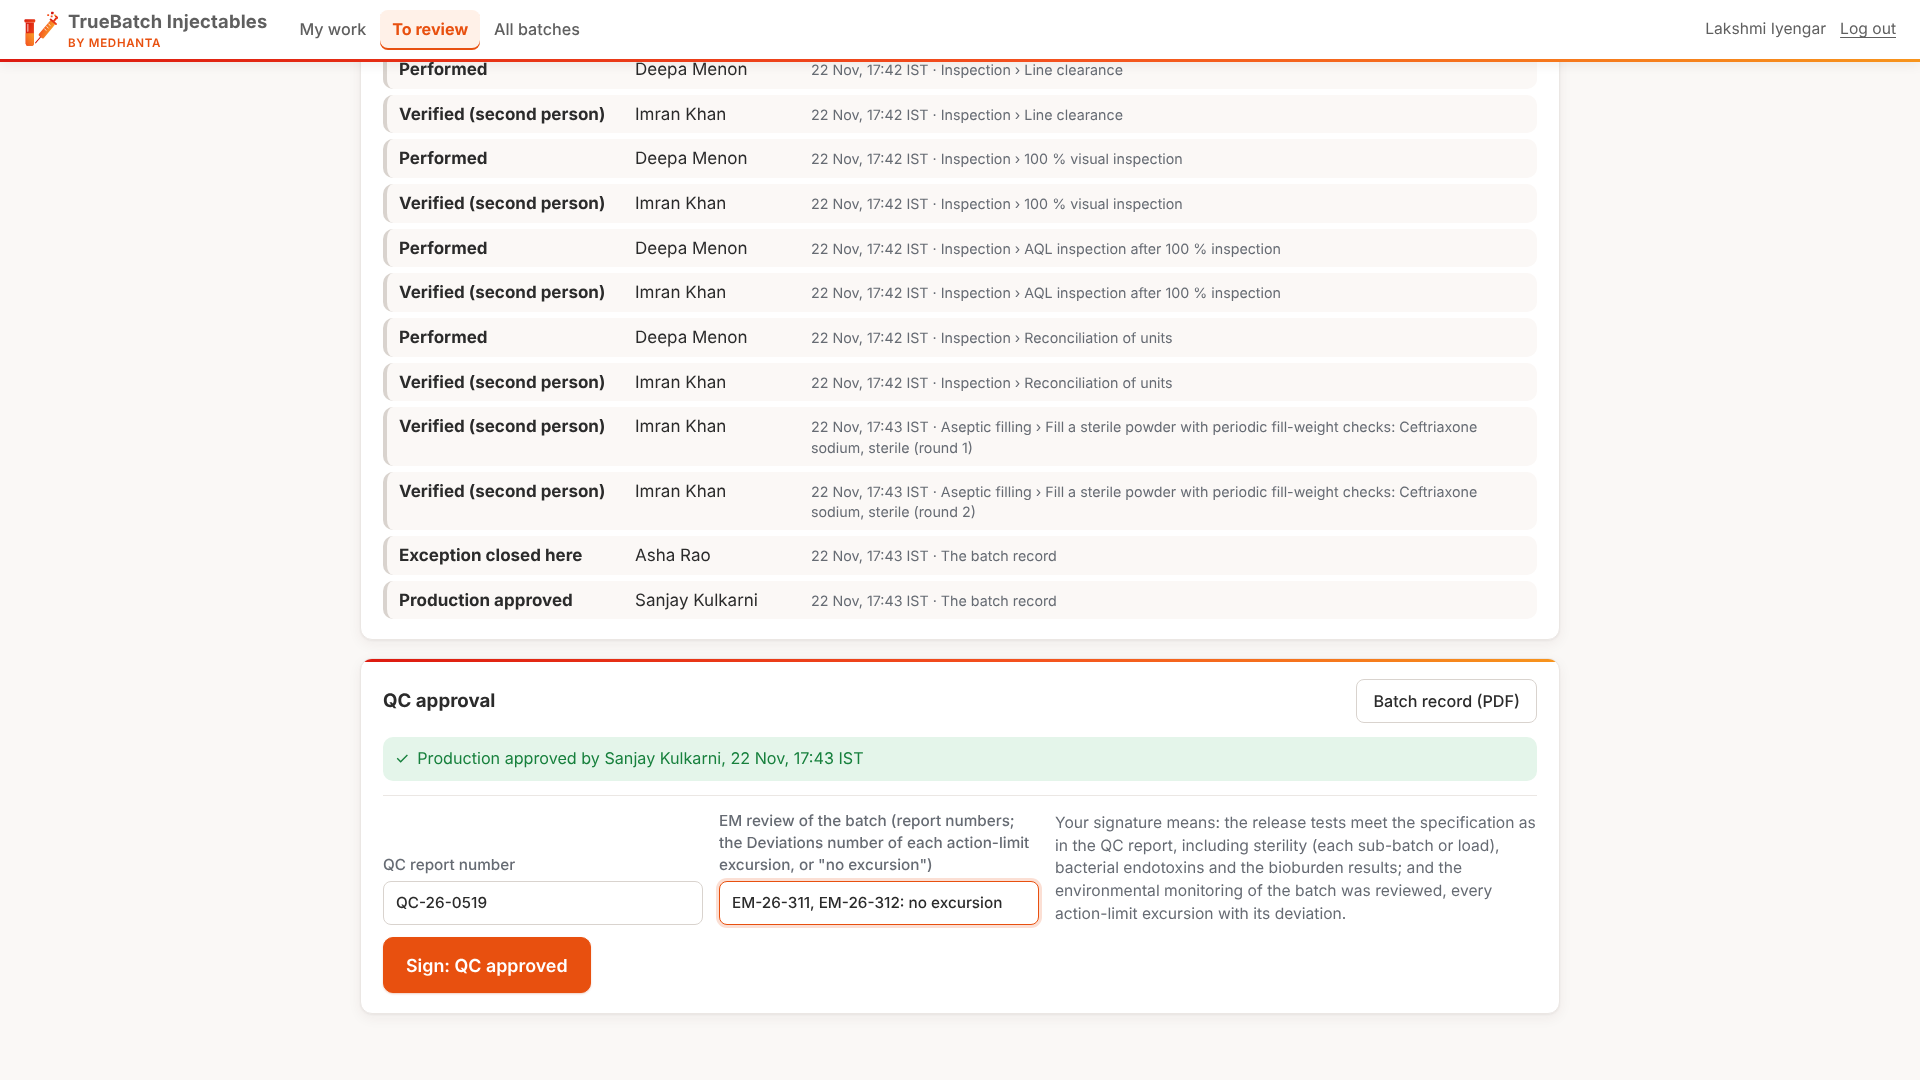 TrueBatch Injectables
BY MEDHANTA
My work
To review
All batches
Lakshmi Iyengar
Log out
Performed Deepa Menon 22 Nov, 17:42 IST · Inspection › Line clearance
Verified (second person) Imran Khan 22 Nov, 17:42 IST · Inspection › Line clearance
Performed Deepa Menon 22 Nov, 17:42 IST · Inspection › 100 % visual inspection
Verified (second person) Imran Khan 22 Nov, 17:42 IST · Inspection › 100 % visual inspection
Performed Deepa Menon 22 Nov, 17:42 IST · Inspection › AQL inspection after 100 % inspection
Verified (second person) Imran Khan 22 Nov, 17:42 IST · Inspection › AQL inspection after 100 % inspection
Performed Deepa Menon 22 Nov, 17:42 IST · Inspection › Reconciliation of units
Verified (second person) Imran Khan 22 Nov, 17:42 IST · Inspection › Reconciliation of units
Verified (second person) Imran Khan 22 Nov, 17:43 IST · Aseptic filling › Fill a sterile powder with periodic fill-weight checks: Ceftriaxone
sodium, sterile (round 1)
Verified (second person) Imran Khan 22 Nov, 17:43 IST · Aseptic filling › Fill a sterile powder with periodic fill-weight checks: Ceftriaxone
sodium, sterile (round 2)
Exception closed here Asha Rao 22 Nov, 17:43 IST · The batch record
Production approved Sanjay Kulkarni 22 Nov, 17:43 IST · The batch record
QC approval
Batch record (PDF)
✓ Production approved by Sanjay Kulkarni, 22 Nov, 17:43 IST
QC report number
QC-26-0519
EM review of the batch (report numbers;
the Deviations number of each action-limit
excursion, or "no excursion")
EM-26-311, EM-26-312: no excursion
Your signature means: the release tests meet the specification as
in the QC report, including sterility (each sub-batch or load),
bacterial endotoxins and the bioburden results; and the
environmental monitoring of the batch was reviewed, every
action-limit excursion with its deviation.
Sign: QC approved